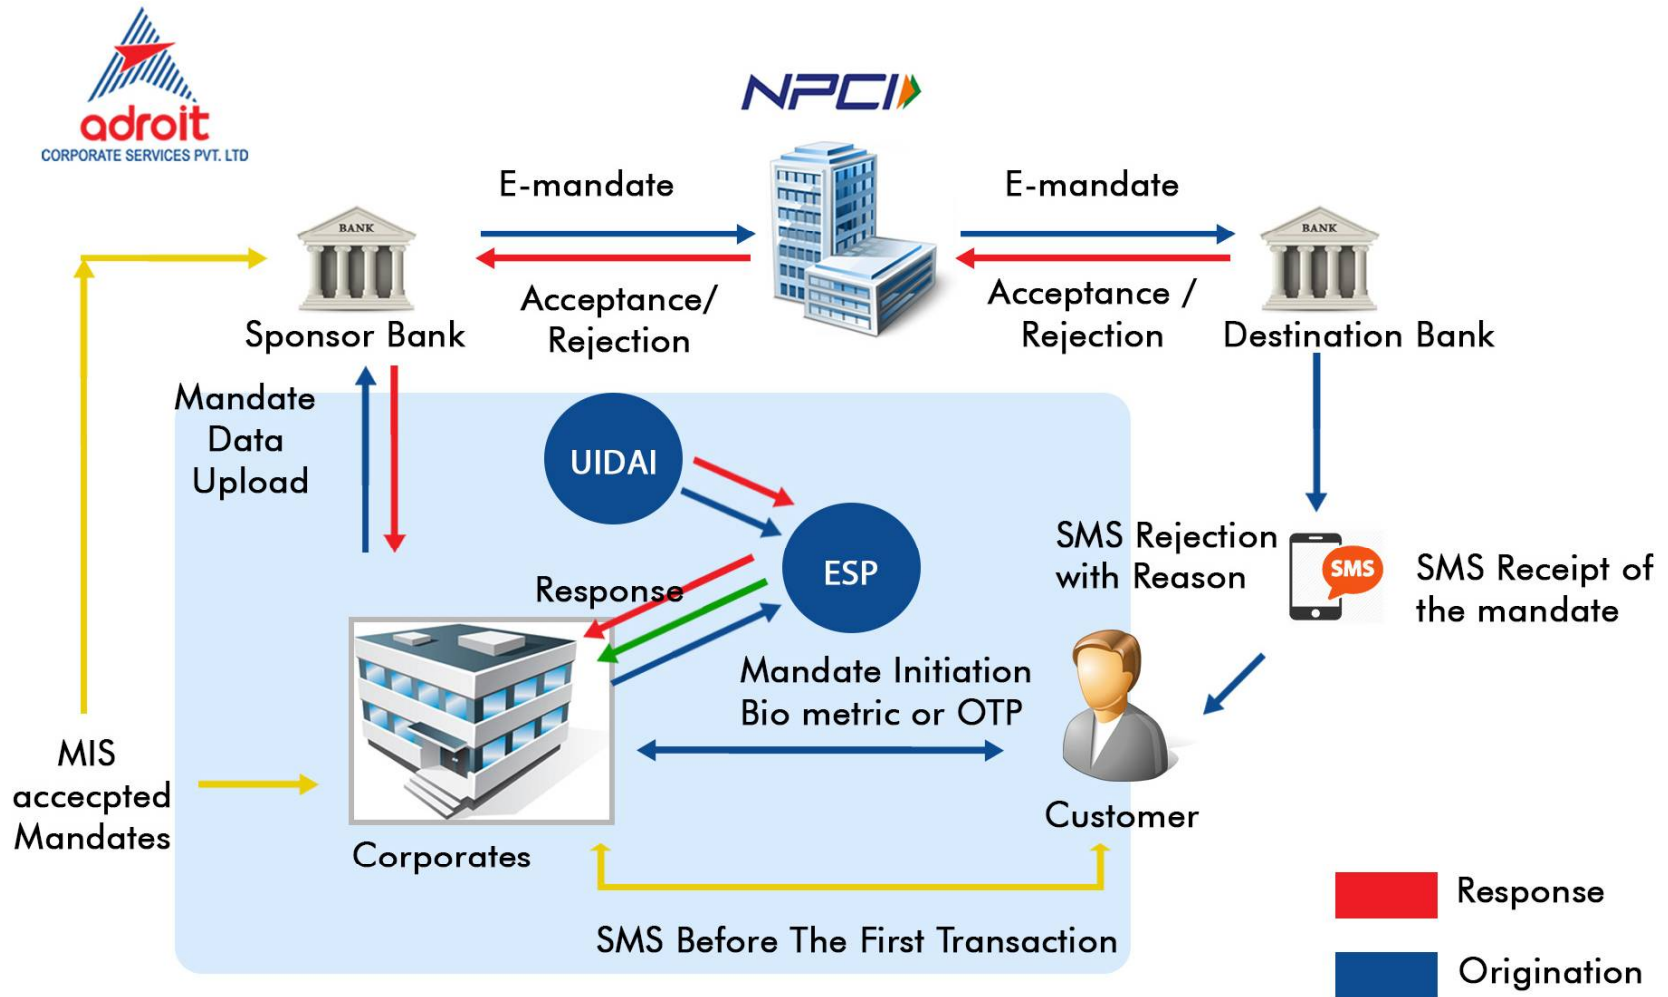 adroit
CORPORATE SERVICES PVT. LTD
NPCI
E-mandate
E-mandate
BANK
BANK
Acceptance/
Rejection
Acceptance /
Rejection
Sponsor Bank
Destination Bank
Mandate
Data
Upload
UIDAI
ESP
SMS Rejection
with Reason
SMS
SMS Receipt of
the mandate
Response
Mandate Initiation
Bio metric or OTP
MIS
accecpted
Mandates
Corporates
Customer
SMS Before The First Transaction
Response
Origination